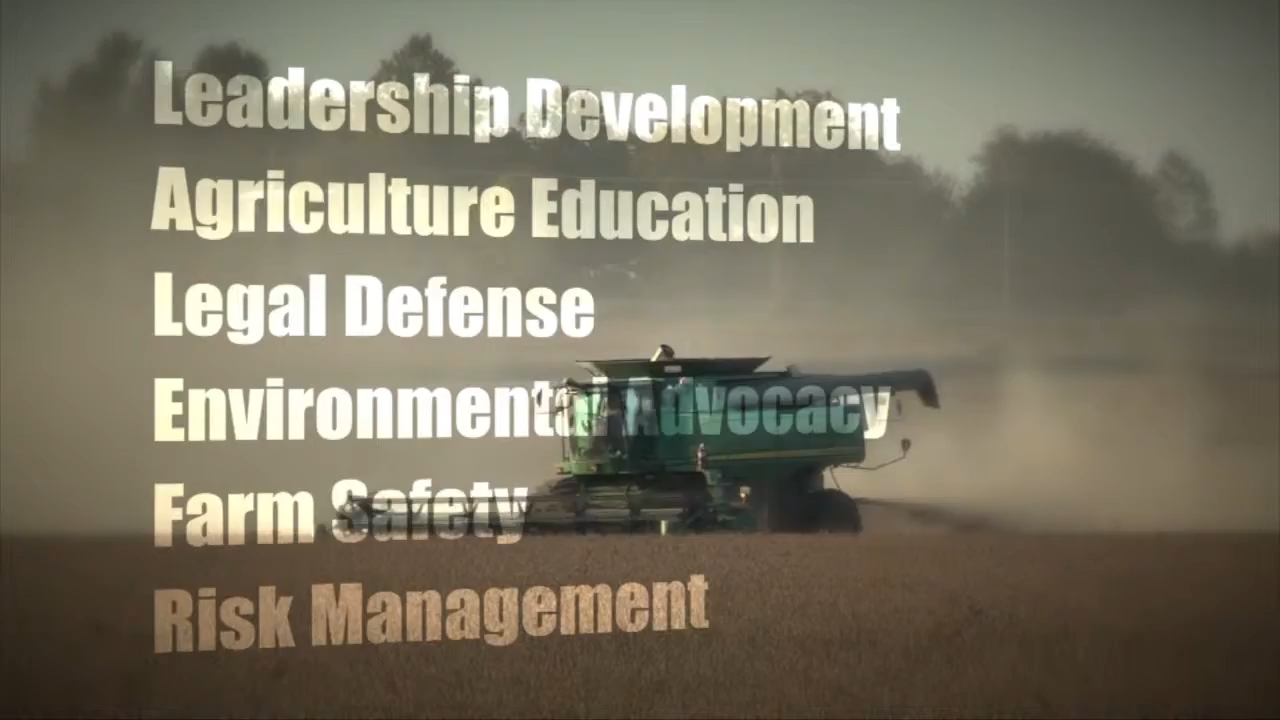 Leadership Development
Agriculture Education
Legal Defense
Environmental Advocacy
Farm Safety
Risk Management